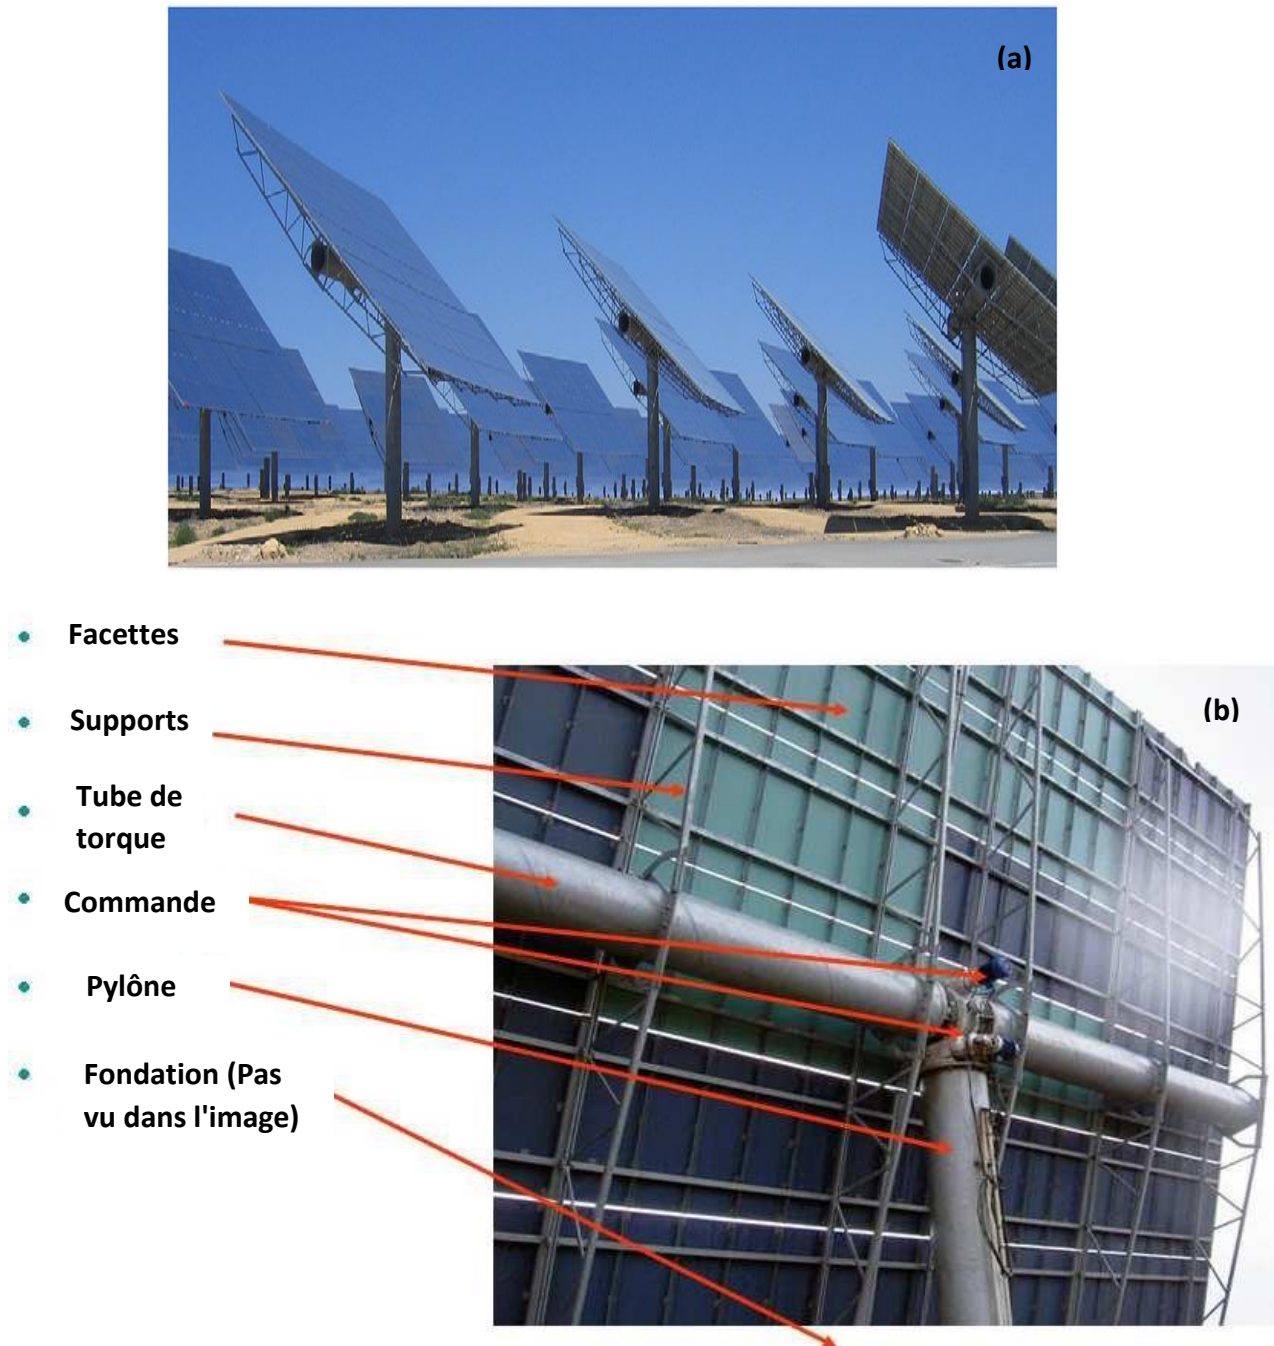 (a)
Facettes
(b)
Supports
Tube de
torque
Commande
Pylône
Fondation (Pas
vu dans l'image)